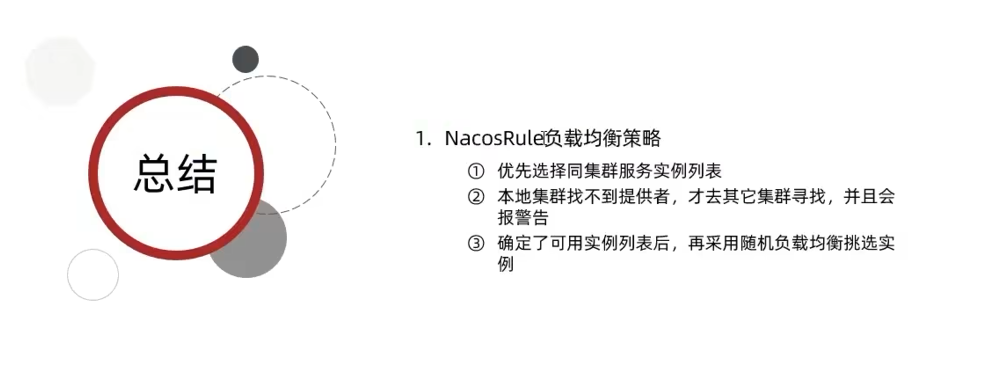 总结
1. NacosRule负载均衡策略
① 优先选择同集群服务实例列表
② 本地集群找不到提供者，才去其它集群寻找，并且会
报警告
③ 确定了可用实例列表后，再采用随机负载均衡挑选实
例